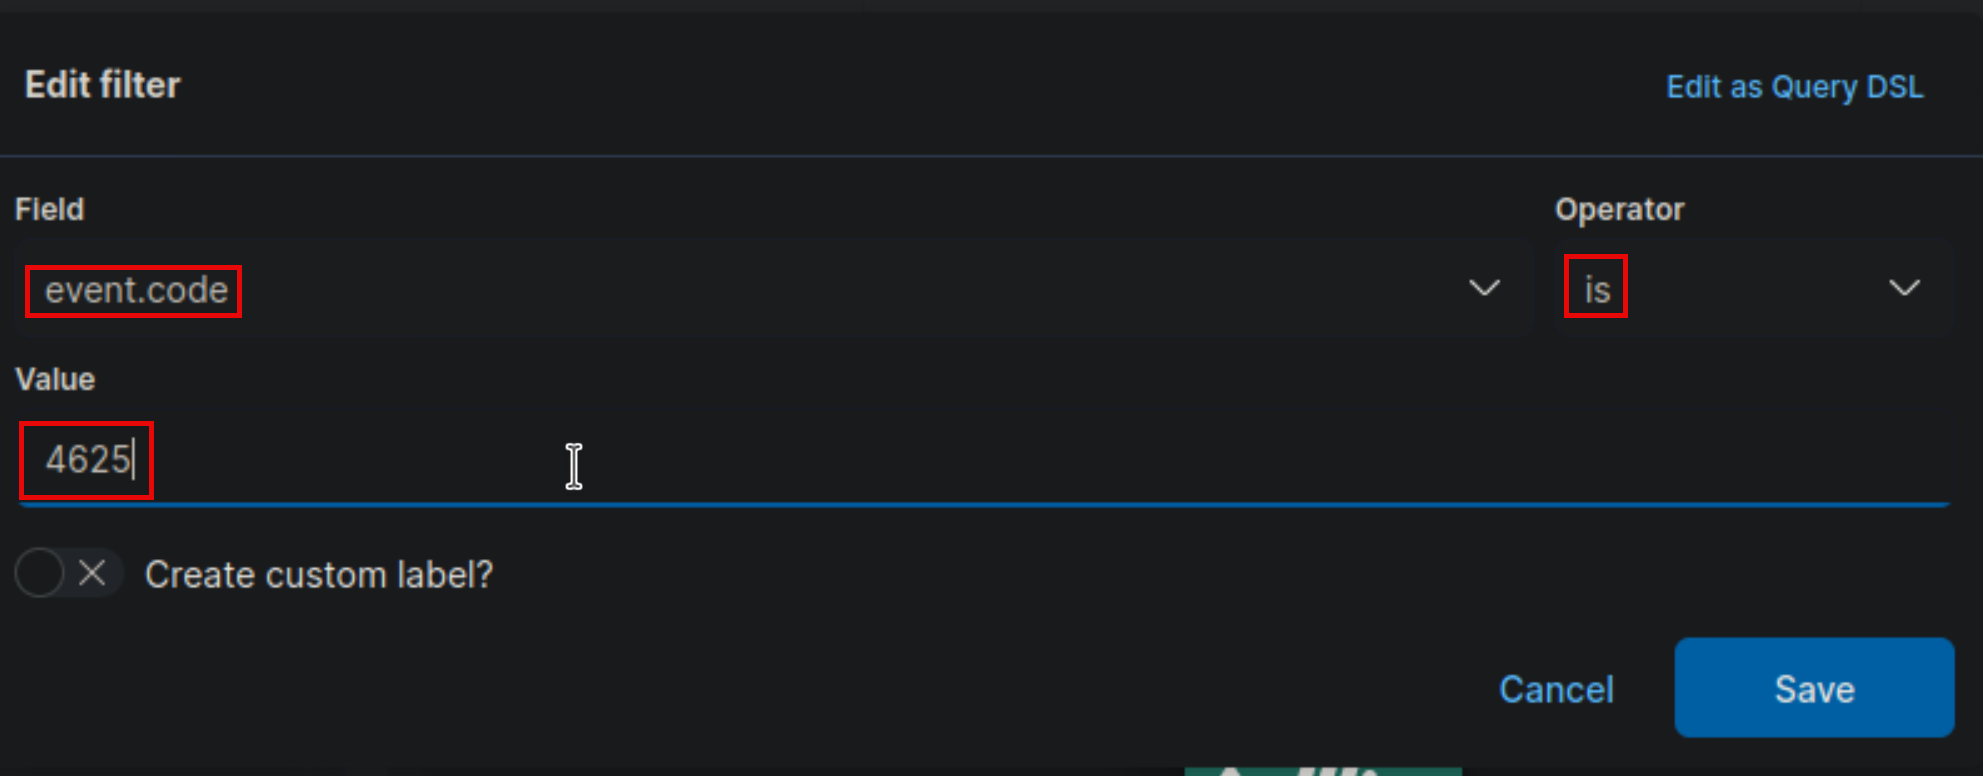 Edit filter
Edit as Query DSL
Field
Operator
event.code
is
Value
4625
Create custom label?
Cancel
Save